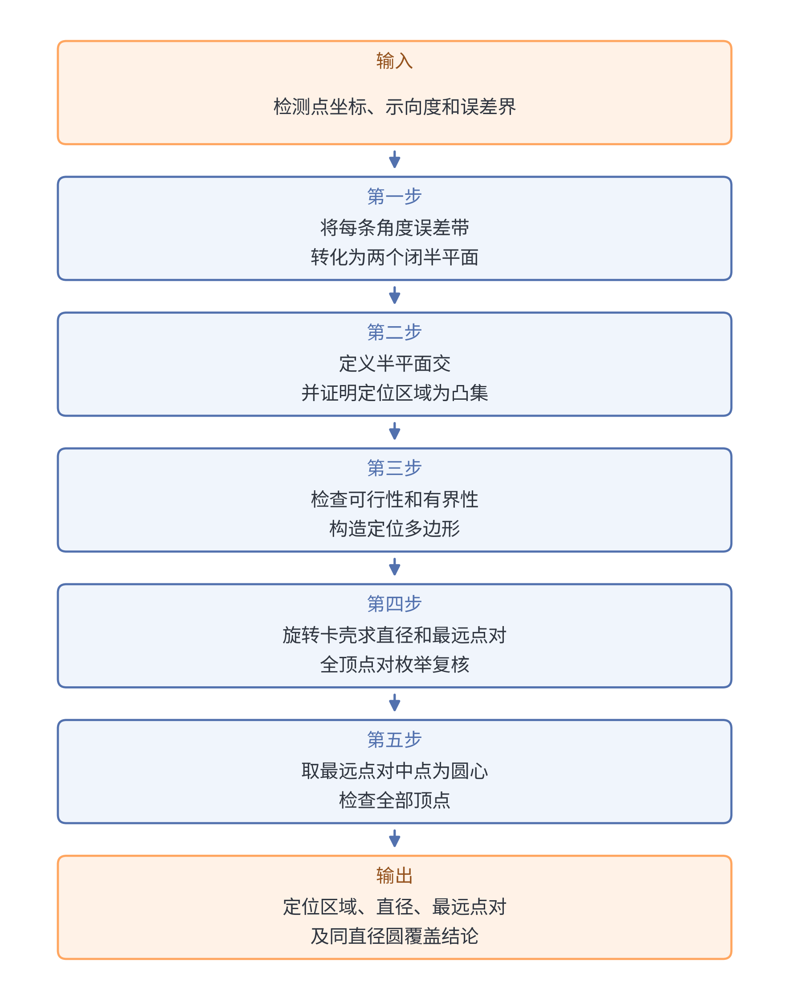 输入
检测点坐标、示向度和误差界
第一步
将每条角度误差带
转化为两个闭半平面
第二步
定义半平面交
并证明定位区域为凸集
第三步
检查可行性和有界性
构造定位多边形
第四步
旋转卡壳求直径和最远点对
全顶点对枚举复核
第五步
取最远点对中点为圆心
检查全部顶点
输出
定位区域、直径、最远点对
及同直径圆覆盖结论